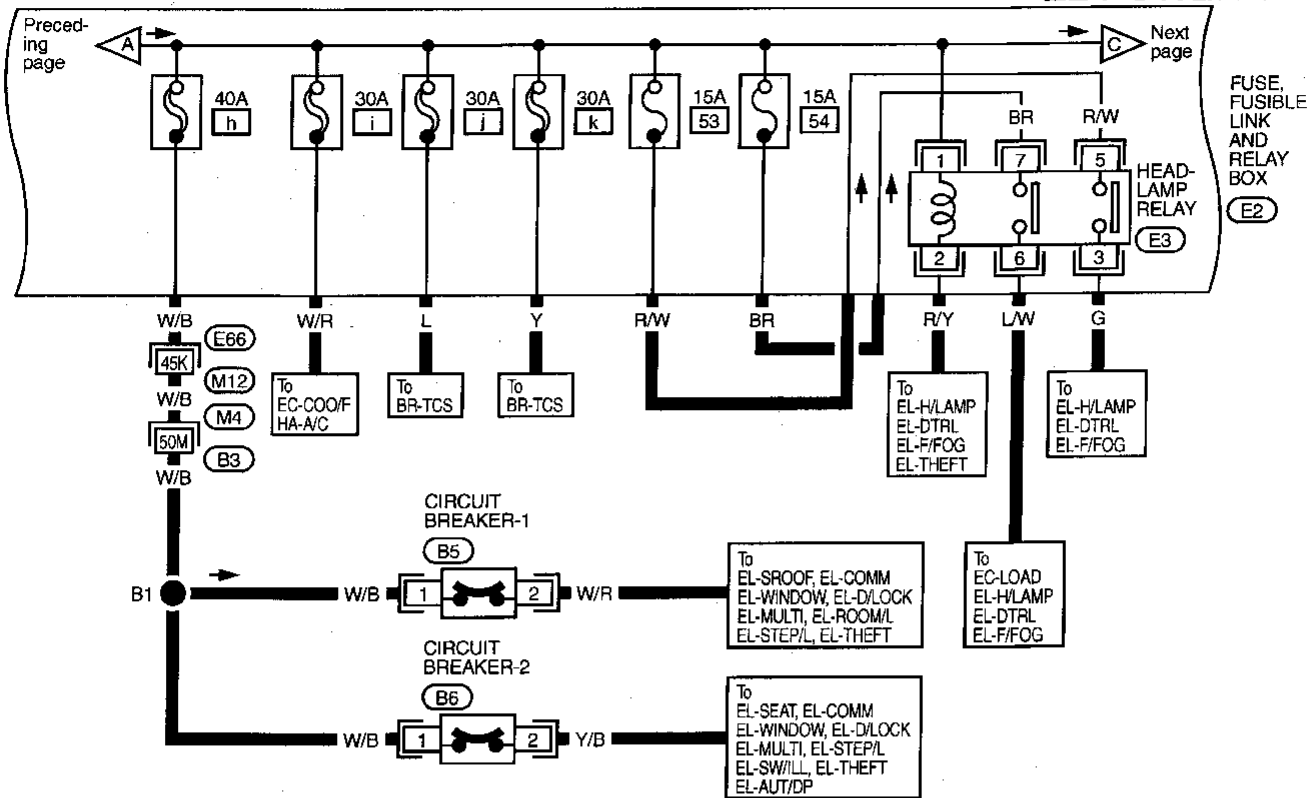 Preced-
ing
page
A
C
Next
page
40A
h
30A
i
30A
j
30A
k
15A
53
15A
54
BR
R/W
1
7
5
HEAD-
LAMP
RELAY
E3
2
6
3
FUSE,
FUSIBLE
LINK
AND
RELAY
BOX
E2
W/B
W/R
L
Y
R/W
BR
R/Y
L/W
G
E66
45K
M12
W/B
M4
50M
B3
W/B
To
EC-COO/F
HA-A/C
To
BR-TCS
To
BR-TCS
To
EL-H/LAMP
EL-DTRL
EL-F/FOG
EL-THEFT
To
EL-H/LAMP
EL-DTRL
EL-F/FOG
CIRCUIT
BREAKER-1
B5
B1
W/B
1
2
W/R
To
EL-SROOF, EL-COMM
EL-WINDOW, EL-D/LOCK
EL-MULTI, EL-ROOM/L
EL-STEP/L, EL-THEFT
To
EC-LOAD
EL-H/LAMP
EL-DTRL
EL-F/FOG
CIRCUIT
BREAKER-2
B6
W/B
1
2
Y/B
To
EL-SEAT, EL-COMM
EL-WINDOW, EL-D/LOCK
EL-MULTI, EL-STEP/L
EL-SW/ILL, EL-THEFT
EL-AUT/DP